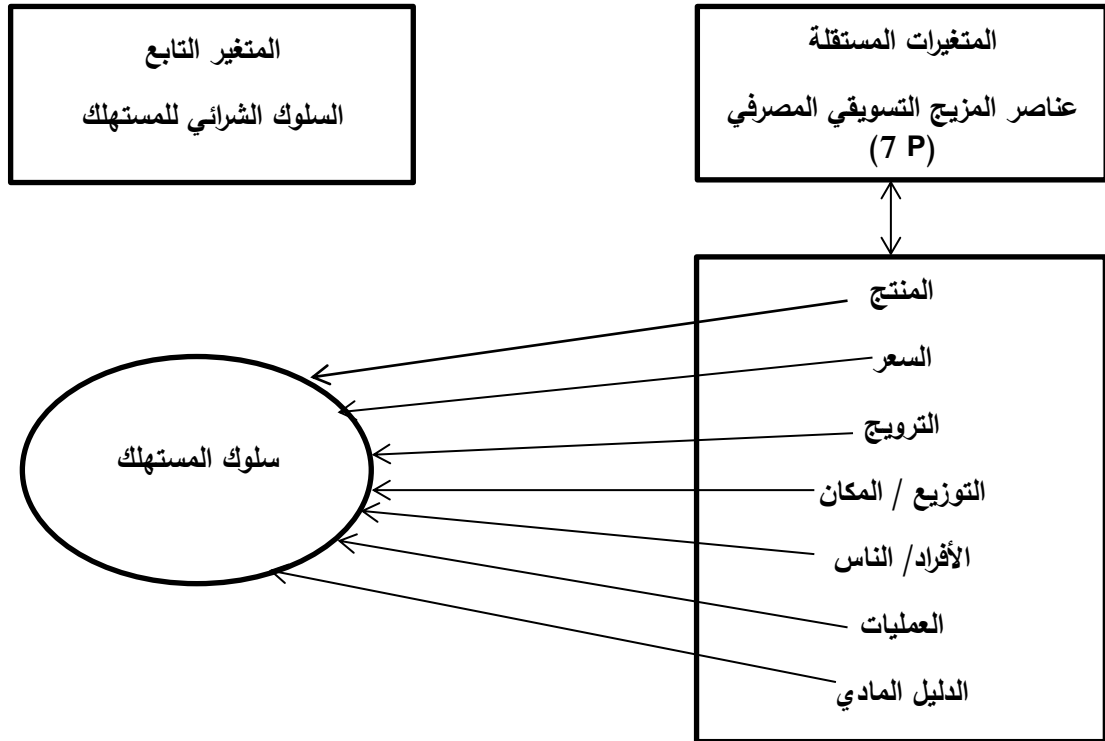 المتغيرات المستقلة
عناصر المزيج التسويقي المصرفي
(7 P)
المتغير التابع
السلوك الشرائي للمستهلك
المنتج
السعر
الترويج
التوزيع / المكان
الأفراد/ الناس
العمليات
الدليل المادي
سلوك المستهلك